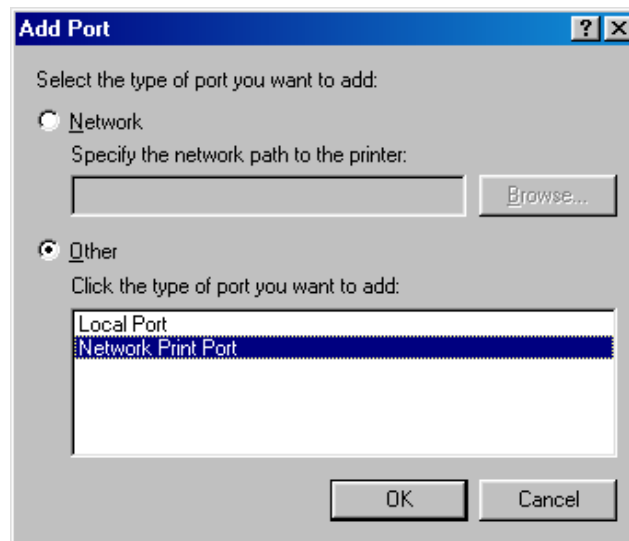 Add Port
Select the type of port you want to add:
Network
Specify the network path to the printer:
Browse...
Other
Click the type of port you want to add:
Local Port
Network Print Port
OK Cancel